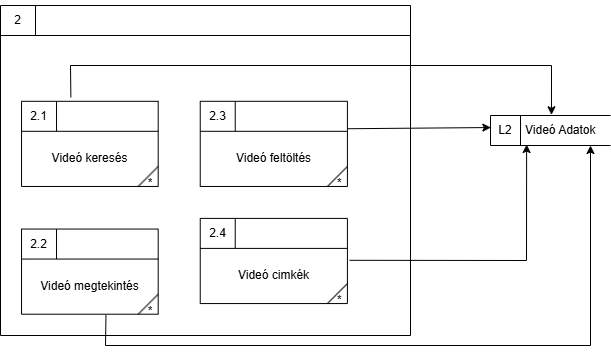 2
2.1
Videó keresés
*
2.3
Videó feltöltés
*
L2 Videó Adatok
2.2
Videó megtekintés
*
2.4
Videó cimkék
*